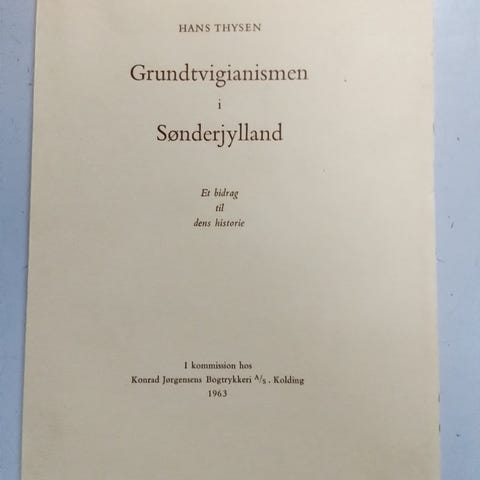 HANS THYSEN
Grundtvigianismen
i
Sønderjylland
Et bidrag
til
dens historie
I kommission hos
Konrad Jørgensens Bogtrykkeri A/S . Kolding
1963